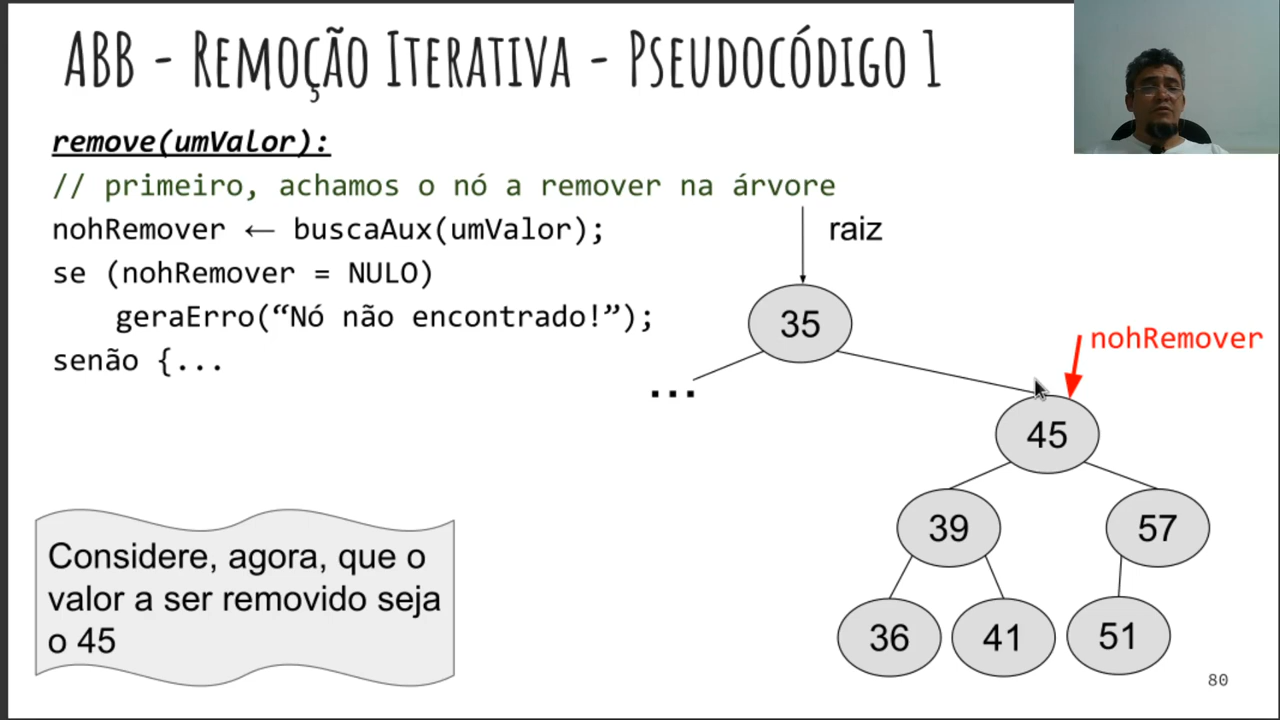 ABB - Remoção Iterativa - Pseudocódigo 1
remove(umValor):
// primeiro, achamos o nó a remover na árvore
nohRemover ← buscaAux(umValor);
se (nohRemover = NULO)
geraErro(“Nó não encontrado!”);
senão {...
raiz
35
nohRemover
...
45
39
57
36
41
51
Considere, agora, que o
valor a ser removido seja
o 45
80